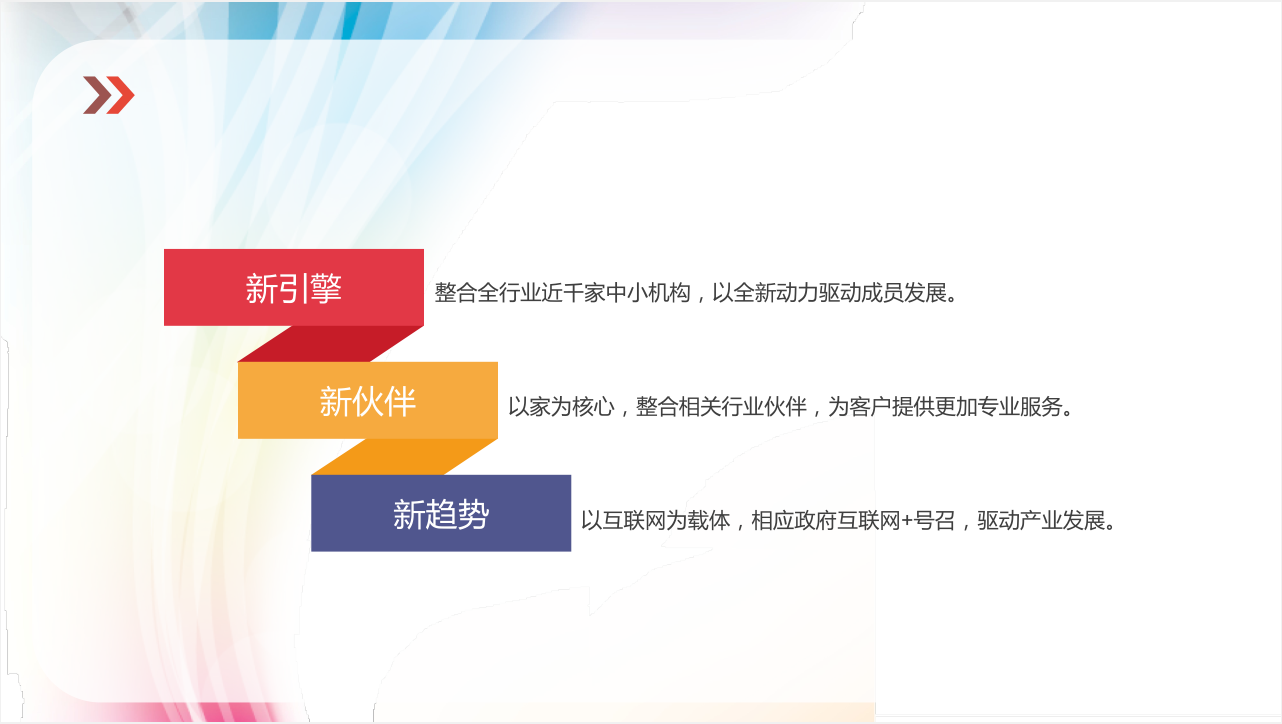 新引擎
整合全行业近千家中小机构，以全新动力驱动成员发展。
新伙伴
以家为核心，整合相关行业伙伴，为客户提供更加专业服务。
新趋势
以互联网为载体，相应政府互联网+号召，驱动产业发展。